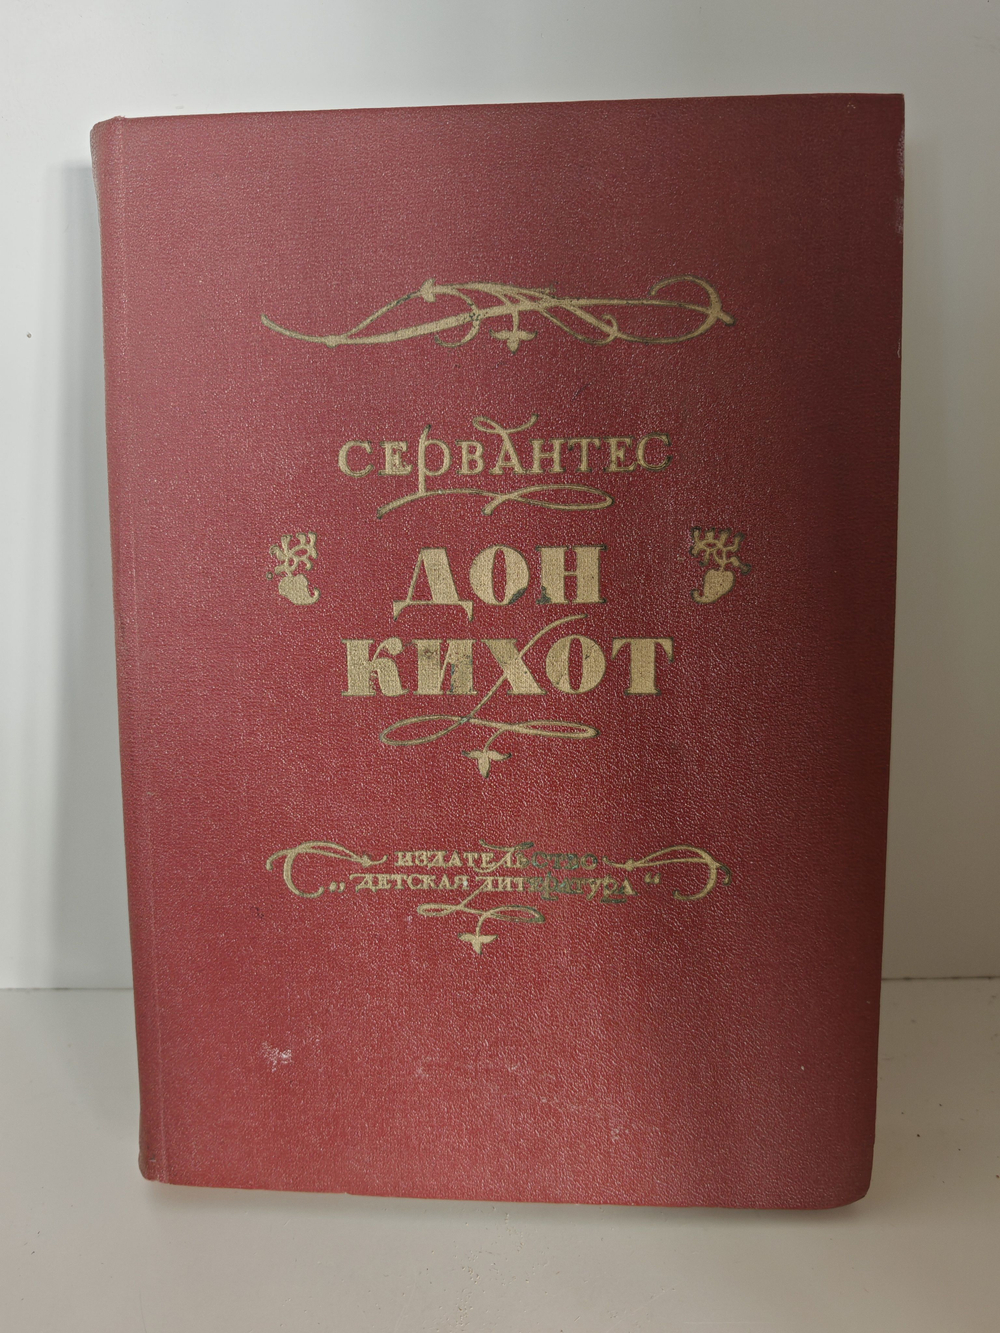 СЕРВАНТЕС
ДОН
КИХОТ
ИЗДАТЕЛЬСТВО
„ДЕТСКАЯ ЛИТЕРАТУРА“